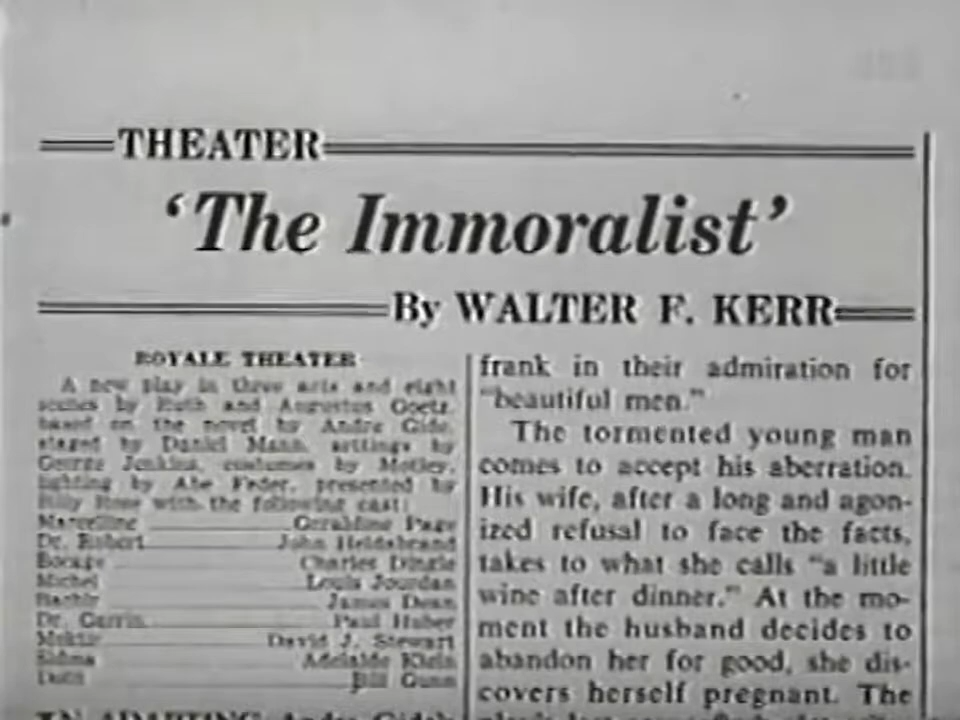 THEATER
‘The Immoralist’
By WALTER F. KERR
ROYALE THEATER
A new play in three acts and eight
scenes by Ruth and Augustus Goetz,
based on the novel by Andre Gide,
staged by Daniel Mann, settings by
George Jenkins, costumes by Motley,
lighting by Abe Feder, presented by
Billy Rose with the following cast:
Marcelline Geraldine Page
Dr. Robert John Heldabrand
Bocage Charles Dingle
Michel Louis Jourdan
Bachir James Dean
Dr. Garrin Paul Huber
Moktir David J. Stewart
Sidma Adelaide Klein
Bill Gunn
IN ADAPTING Andre Gide's
frank in their admiration for
“beautiful men.”
The tormented young man
comes to accept his aberration.
His wife, after a long and agon-
ized refusal to face the facts,
takes to what she calls “a little
wine after dinner.” At the mo-
ment the husband decides to
abandon her for good, she dis-
covers herself pregnant. The